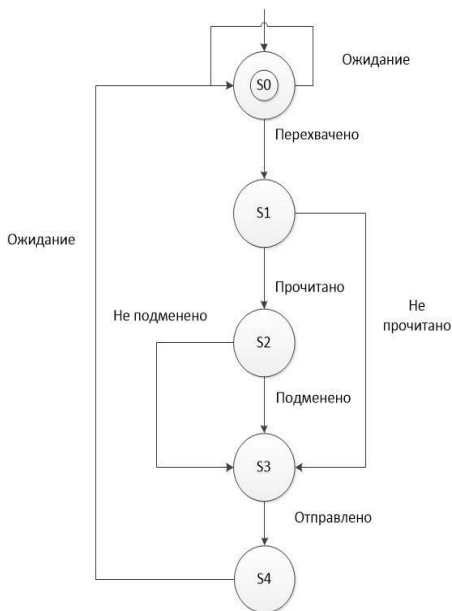 S0
Ожидание
Перехвачено
S1
Ожидание
Прочитано
Не
прочитано
Не подменено
S2
Подменено
S3
Отправлено
S4